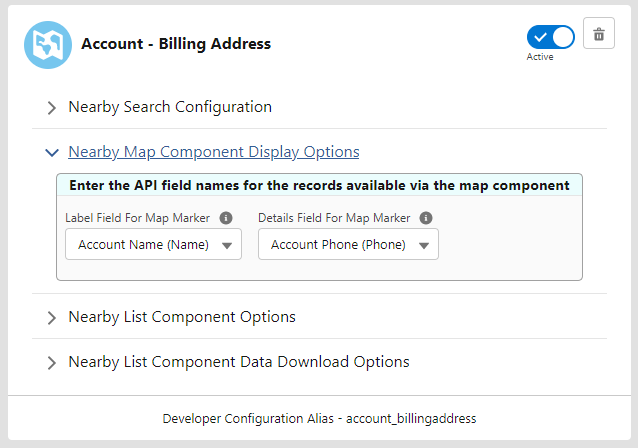 Account - Billing Address
Active
Nearby Search Configuration
Nearby Map Component Display Options
Enter the API field names for the records available via the map component
Label Field For Map Marker Details Field For Map Marker
Account Name (Name) Account Phone (Phone)
Nearby List Component Options
Nearby List Component Data Download Options
Developer Configuration Alias - account_billingaddress